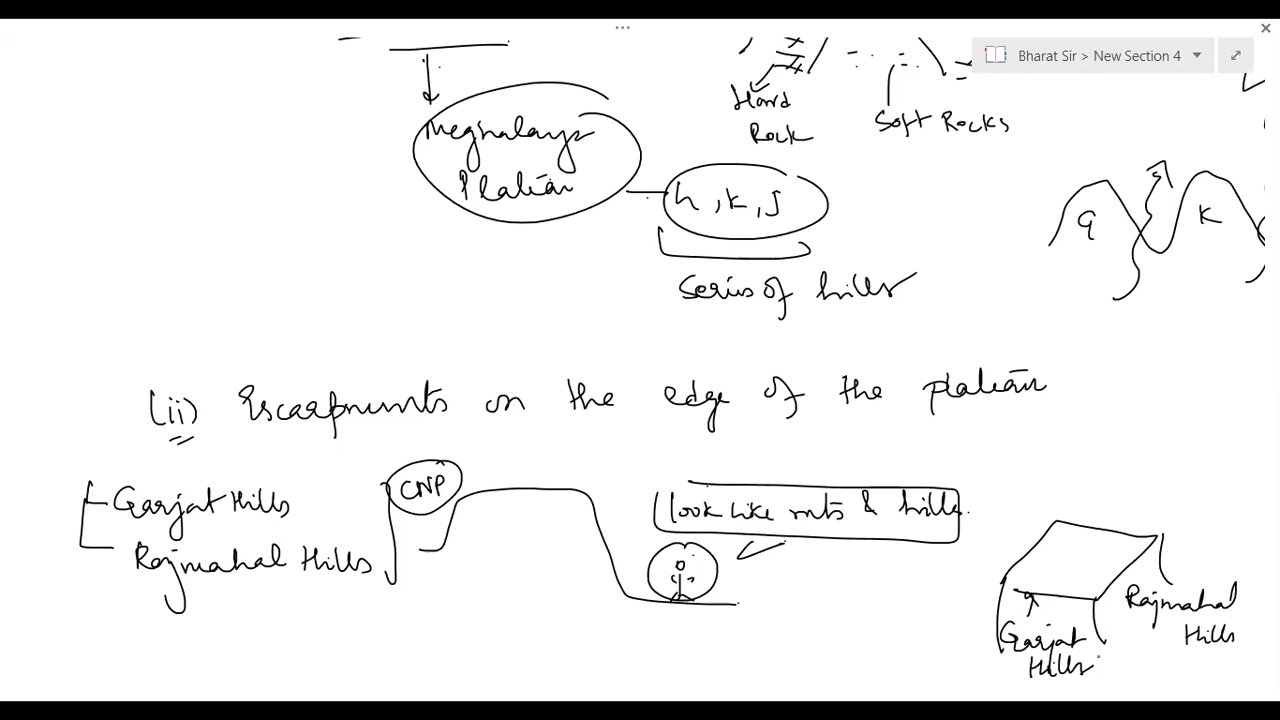 Bharat Sir > New Section 4
Hard
Rock
Soft Rocks
Meghalaya
Plateau
h, k, J
G
K
Series of hills
(ii) Escarpments on the edge of the plateau
CNP
Garjat Hills
look like mts & hills.
Rajmahal Hills
Rajmahal
Hills
Garjat
Hills